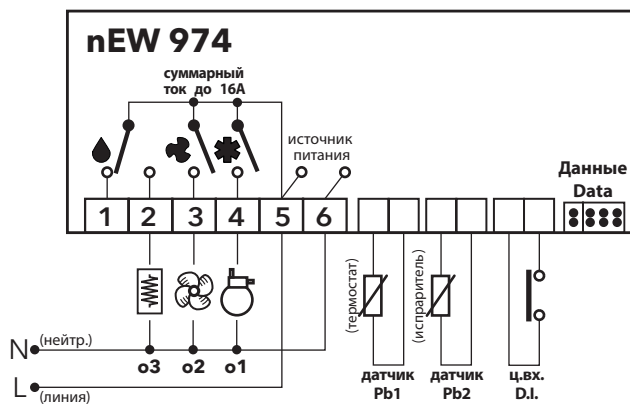 nEW 974
суммарный
ток до 16А
источник
питания
Данные
Data
1 2 3 4 5 6
(термостат)
(испраритель)
N (нейтр.)
o3 o2 o1
L (линия)
датчик
Pb1
датчик
Pb2
ц.вх.
D.I.